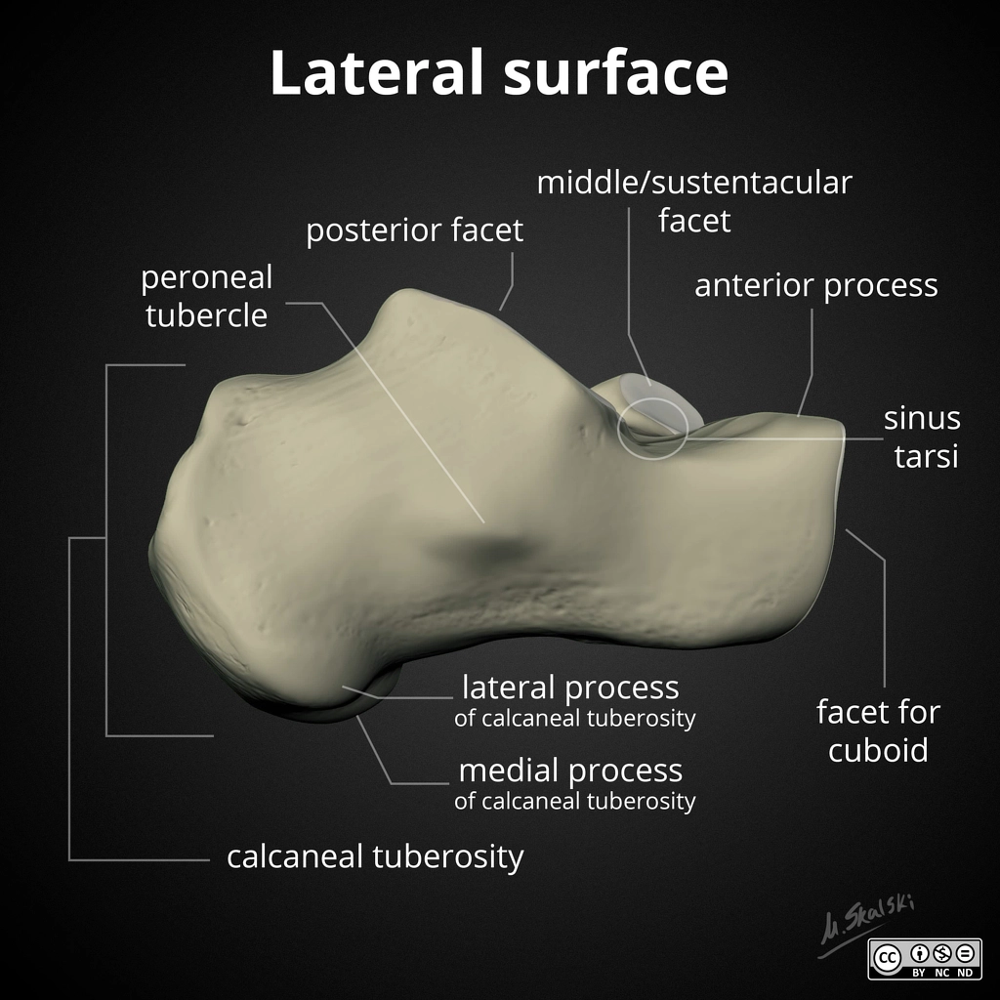 Lateral surface
middle/sustentacular
facet
posterior facet
peroneal
tubercle
anterior process
sinus
tarsi
lateral process
of calcaneal tuberosity
facet for
cuboid
medial process
of calcaneal tuberosity
calcaneal tuberosity
M. Skalski
cc
BY NC ND